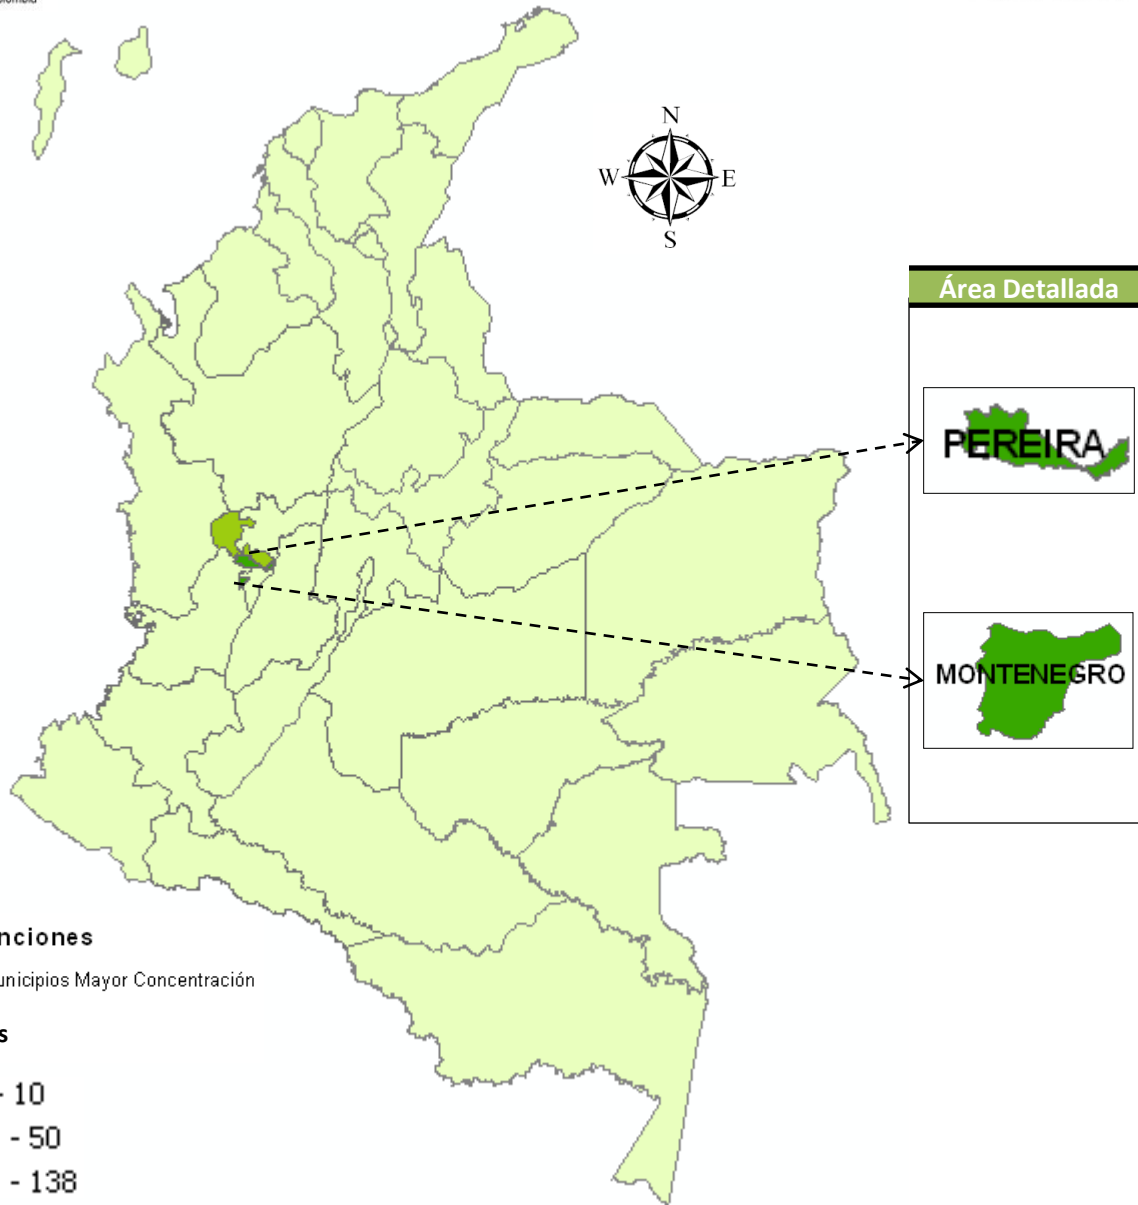 N
W E
S
Área Detallada
PEREIRA
MONTENEGRO
nciones
unicipios Mayor Concentración
s
- 10
- 50
- 138